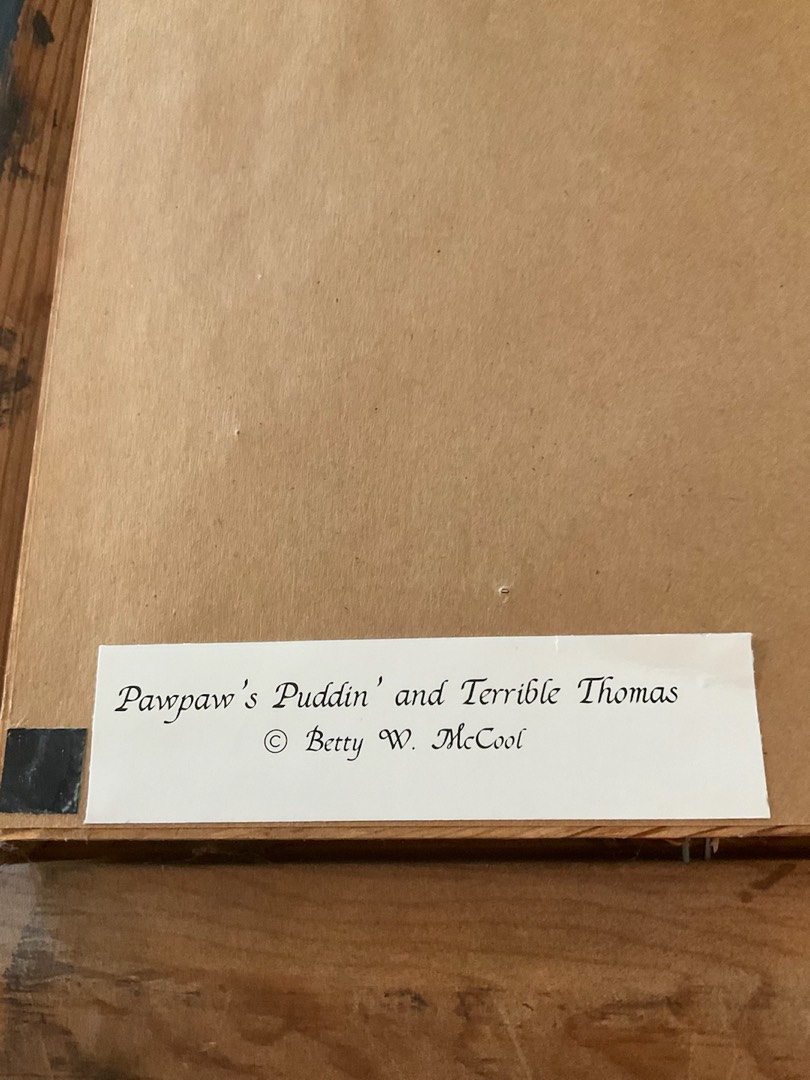 Pawpaw's Puddin' and Terrible Thomas
© Betty W. McCool